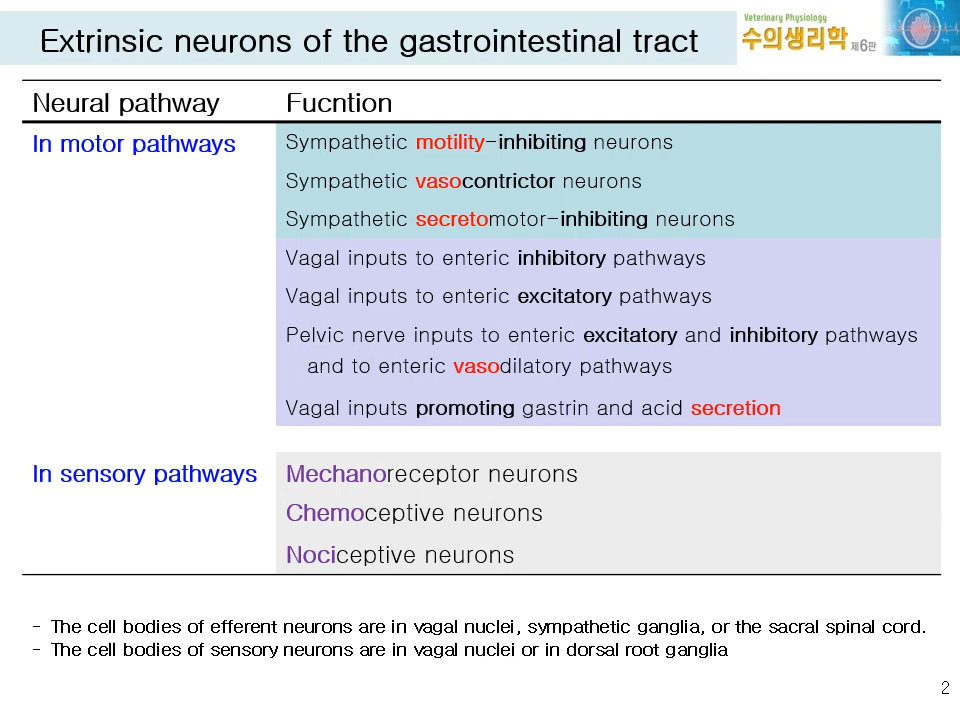 Extrinsic neurons of the gastrointestinal tract
Veterinary Physiology
수의생리학 제6판
Neural pathway Fucntion
In motor pathways Sympathetic motility-inhibiting neurons
Sympathetic vasocontrictor neurons
Sympathetic secretomotor-inhibiting neurons
Vagal inputs to enteric inhibitory pathways
Vagal inputs to enteric excitatory pathways
Pelvic nerve inputs to enteric excitatory and inhibitory pathways
and to enteric vasodilatory pathways
Vagal inputs promoting gastrin and acid secretion
In sensory pathways Mechanoreceptor neurons
Chemoceptive neurons
Nociceptive neurons
- The cell bodies of efferent neurons are in vagal nuclei, sympathetic ganglia, or the sacral spinal cord.
- The cell bodies of sensory neurons are in vagal nuclei or in dorsal root ganglia
2